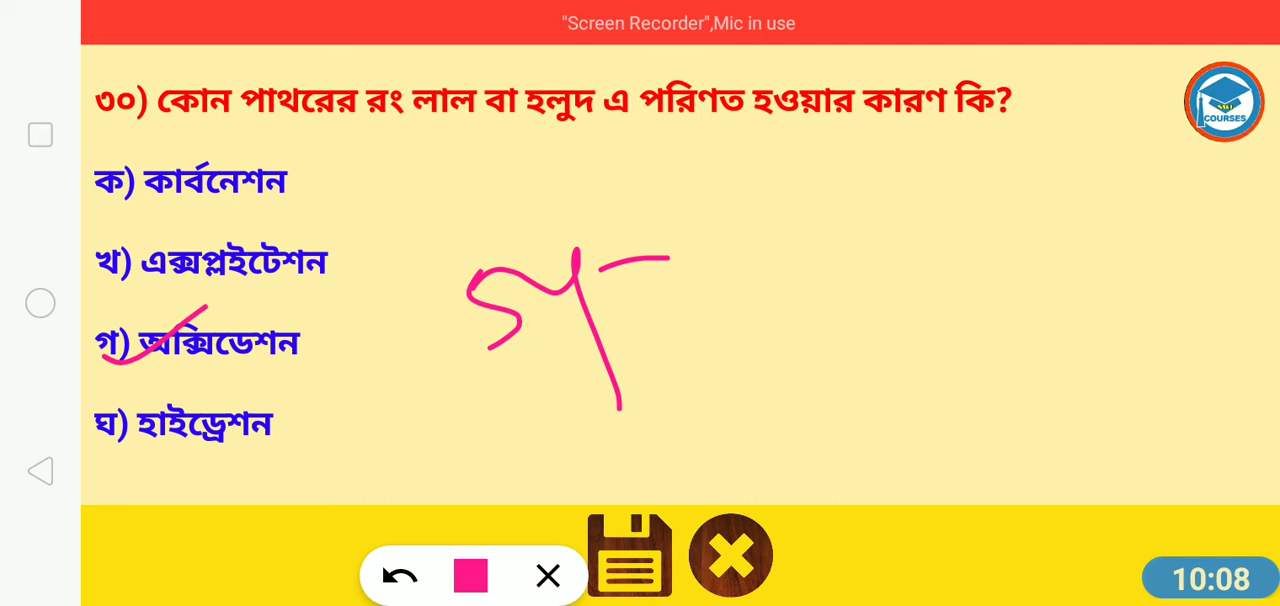 "Screen Recorder",Mic in use
৩০) কোন পাথরের রং লাল বা হলুদ এ পরিণত হওয়ার কারণ কি?
COURSES
ক) কার্বনেশন
খ) এক্সপ্লইটেশন
গ) অক্সিডেশন
ঘ) হাইড্রেশন
10:08